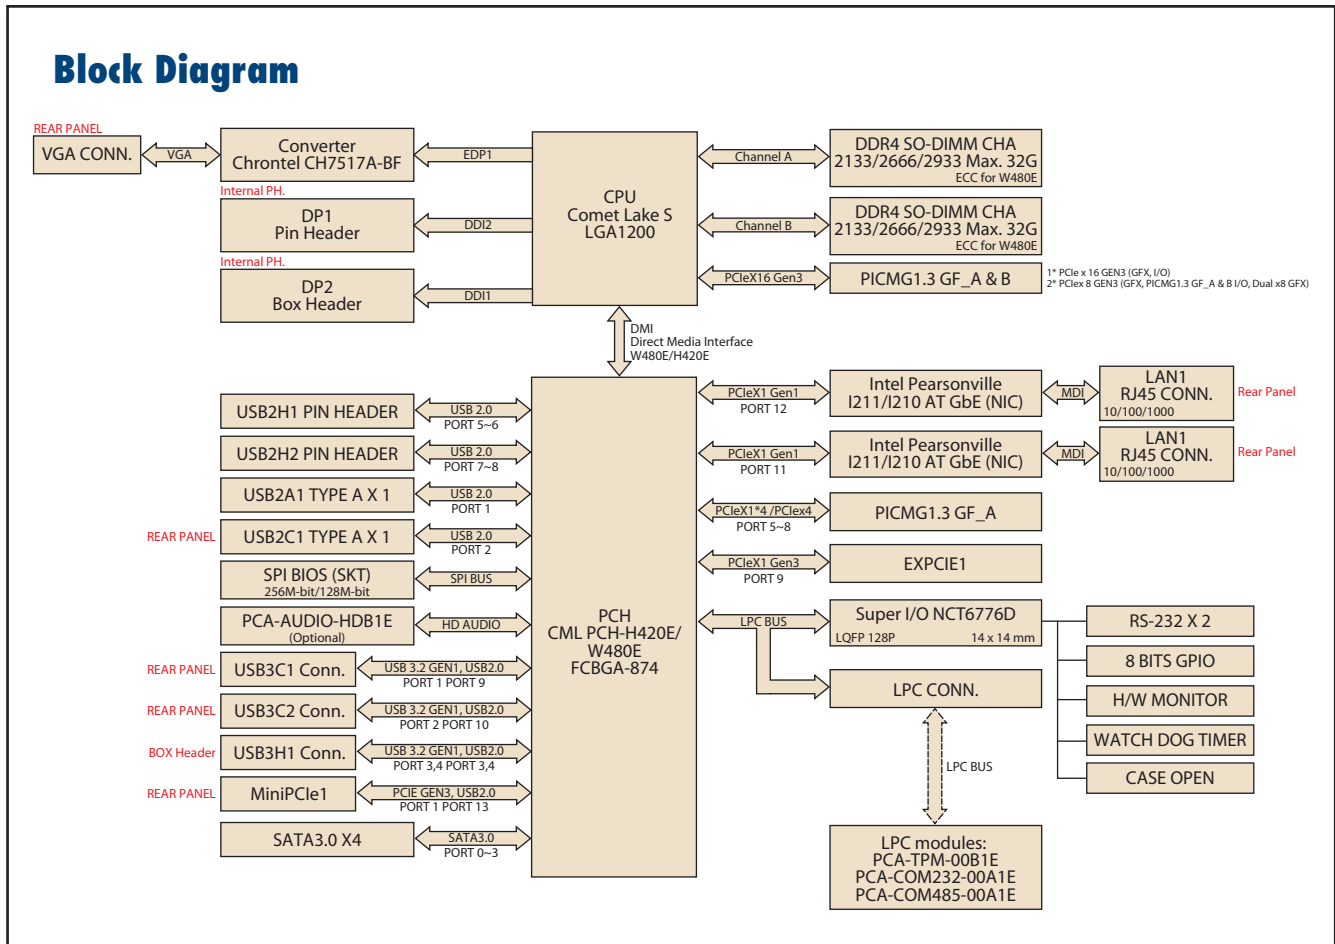 Block Diagram
REAR PANEL
VGA CONN.
VGA
Converter
Chrontel CH7517A-BF
EDP1
Internal PH.
DP1
Pin Header
DDI2
Internal PH.
DP2
Box Header
DDI1
CPU
Comet Lake S
LGA1200
Channel A
DDR4 SO-DIMM CHA
2133/2666/2933 Max. 32G
ECC for W480E
Channel B
DDR4 SO-DIMM CHA
2133/2666/2933 Max. 32G
ECC for W480E
PCIeX16 Gen3
PICMG1.3 GF_A & B
1* PCIe x 16 GEN3 (GFX, I/O)
2* PCIex 8 GEN3 (GFX, PICMG1.3 GF_A & B I/O, Dual x8 GFX)
DMI
Direct Media Interface
W480E/H420E
USB2H1 PIN HEADER
USB 2.0
PORT 5~6
USB2H2 PIN HEADER
USB 2.0
PORT 7~8
USB2A1 TYPE A X 1
USB 2.0
PORT 1
REAR PANEL
USB2C1 TYPE A X 1
USB 2.0
PORT 2
SPI BIOS (SKT)
256M-bit/128M-bit
SPI BUS
PCA-AUDIO-HDB1E
(Optional)
HD AUDIO
REAR PANEL
USB3C1 Conn.
USB 3.2 GEN1, USB2.0
PORT 1 PORT 9
REAR PANEL
USB3C2 Conn.
USB 3.2 GEN1, USB2.0
PORT 2 PORT 10
BOX Header
USB3H1 Conn.
USB 3.2 GEN1, USB2.0
PORT 3,4 PORT 3,4
REAR PANEL
MiniPCIe1
PCIE GEN3, USB2.0
PORT 1 PORT 13
SATA3.0 X4
SATA3.0
PORT 0~3
PCH
CML PCH-H420E/
W480E
FCBGA-874
PCIeX1 Gen1
PORT 12
Intel Pearsonville
I211/I210 AT GbE (NIC)
MDI
LAN1
RJ45 CONN.
10/100/1000
Rear Panel
PCIeX1 Gen1
PORT 11
Intel Pearsonville
I211/I210 AT GbE (NIC)
MDI
LAN1
RJ45 CONN.
10/100/1000
Rear Panel
PCIeX1*4 /PCIex4
PORT 5~8
PICMG1.3 GF_A
PCIeX1 Gen3
PORT 9
EXPCIE1
LPC BUS
Super I/O NCT6776D
LQFP 128P 14 x 14 mm
LPC CONN.
LPC BUS
LPC modules:
PCA-TPM-00B1E
PCA-COM232-00A1E
PCA-COM485-00A1E
RS-232 X 2
8 BITS GPIO
H/W MONITOR
WATCH DOG TIMER
CASE OPEN